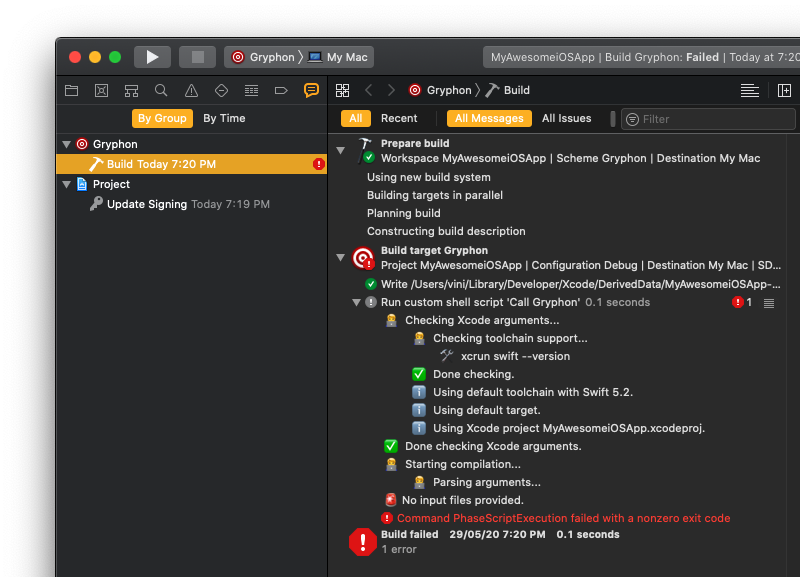 Gryphon 〉 My Mac
MyAwesomeiOSApp | Build Gryphon: Failed | Today at 7:20
Gryphon 〉 Build
By Group By Time
All Recent All Messages All Issues Filter
Gryphon
Build Today 7:20 PM
Project
Update Signing Today 7:19 PM
Prepare build
Workspace MyAwesomeiOSApp | Scheme Gryphon | Destination My Mac
Using new build system
Building targets in parallel
Planning build
Constructing build description
Build target Gryphon
Project MyAwesomeiOSApp | Configuration Debug | Destination My Mac | SD...
Write /Users/vini/Library/Developer/Xcode/DerivedData/MyAwesomeiOSApp-...
Run custom shell script 'Call Gryphon' 0.1 seconds 1
Checking Xcode arguments...
Checking toolchain support...
xcrun swift --version
Done checking.
Using default toolchain with Swift 5.2.
Using default target.
Using Xcode project MyAwesomeiOSApp.xcodeproj.
Done checking Xcode arguments.
Starting compilation...
Parsing arguments...
No input files provided.
Command PhaseScriptExecution failed with a nonzero exit code
Build failed 29/05/20 7:20 PM 0.1 seconds
1 error